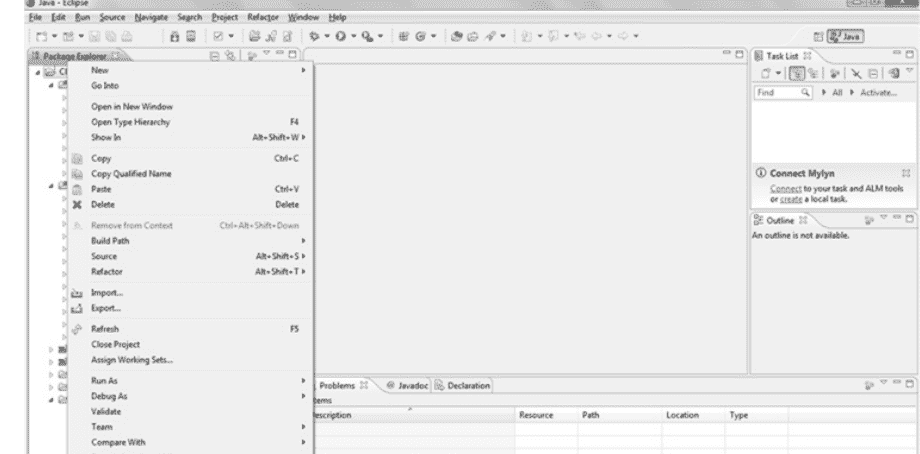 Java - Eclipse
File Edit Run Source Navigate Search Project Refactor Window Help
Java
Package Explorer
Task List
New
Go Into
Find All Activate...
Open in New Window
Open Type Hierarchy F4
Show In Alt+Shift+W
Copy Ctrl+C
Copy Qualified Name
Paste Ctrl+V
Delete Delete
Connect Mylyn
Connect to your task and ALM tools
or create a local task.
Remove from Context Ctrl+Alt+Shift+Down
Build Path
Source Alt+Shift+S
Refactor Alt+Shift+T
Outline
An outline is not available.
Import...
Export...
Refresh F5
Close Project
Assign Working Sets...
Run As
Debug As
Validate
Team
Compare With
Problems Javadoc Declaration
tems
escription Resource Path Location Type